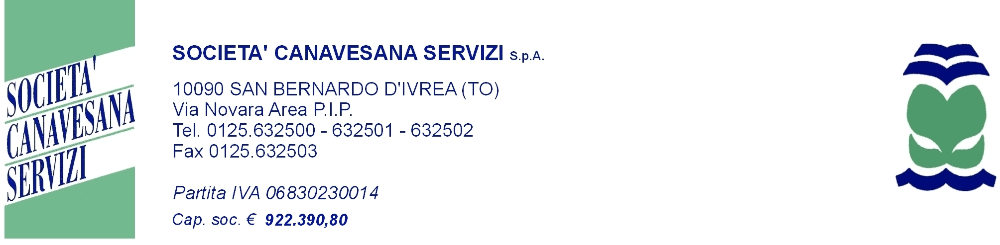 SOCIETA'
CANAVESANA
SERVIZI
SOCIETA' CANAVESANA SERVIZI S.p.A.
10090 SAN BERNARDO D'IVREA (TO)
Via Novara Area P.I.P.
Tel. 0125.632500 - 632501 - 632502
Fax 0125.632503
Partita IVA 06830230014
Cap. soc. € 922.390,80